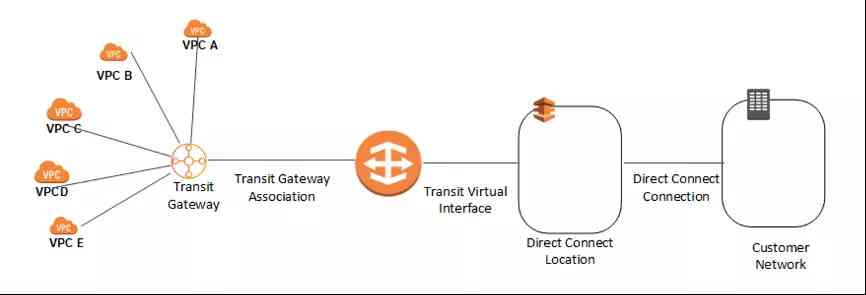 VPC
VPC A
VPC
VPC B
VPC
VPC C
VPC
VPCD
VPC
VPC E
Transit
Gateway
Transit Gateway
Association
Transit Virtual
Interface
Direct Connect
Location
Direct Connect
Connection
Customer
Network